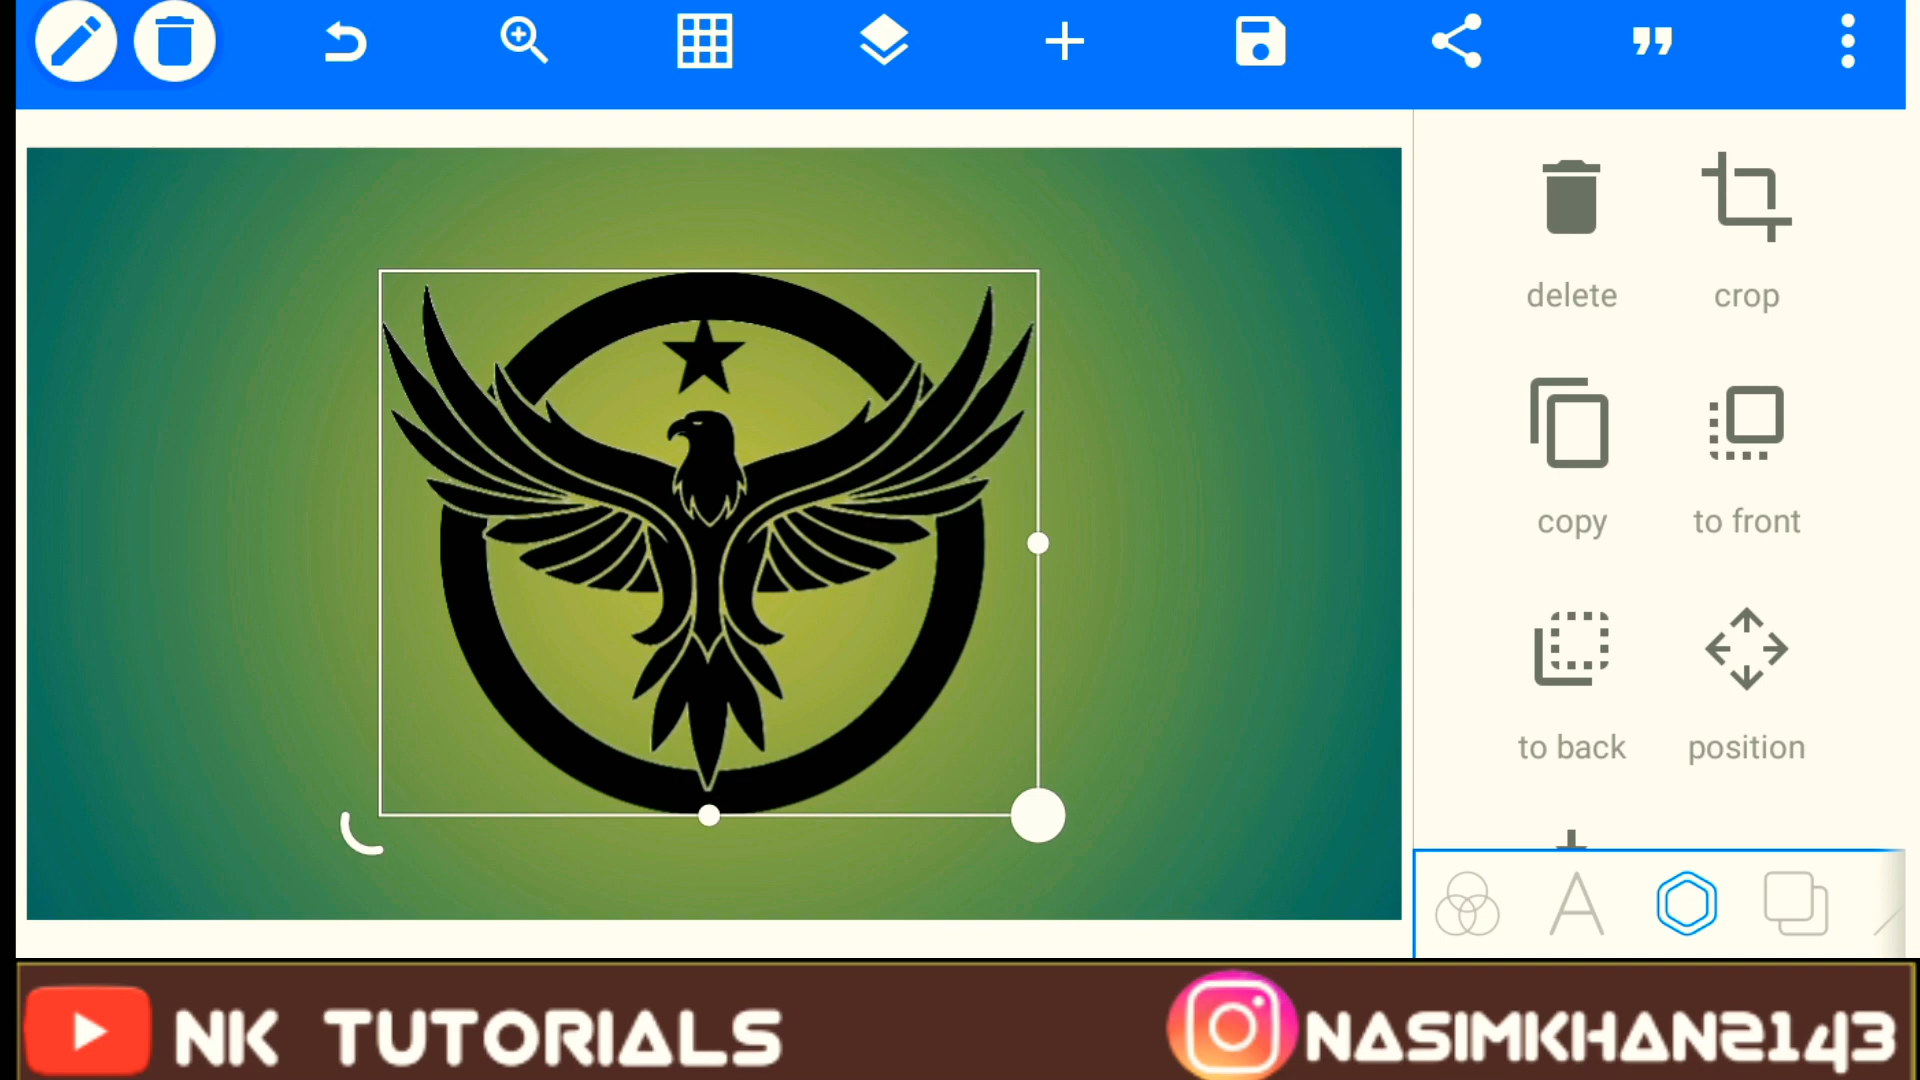 delete
crop
copy
to front
to back
position
NK TUTORIALS
NASIMKHAN2143